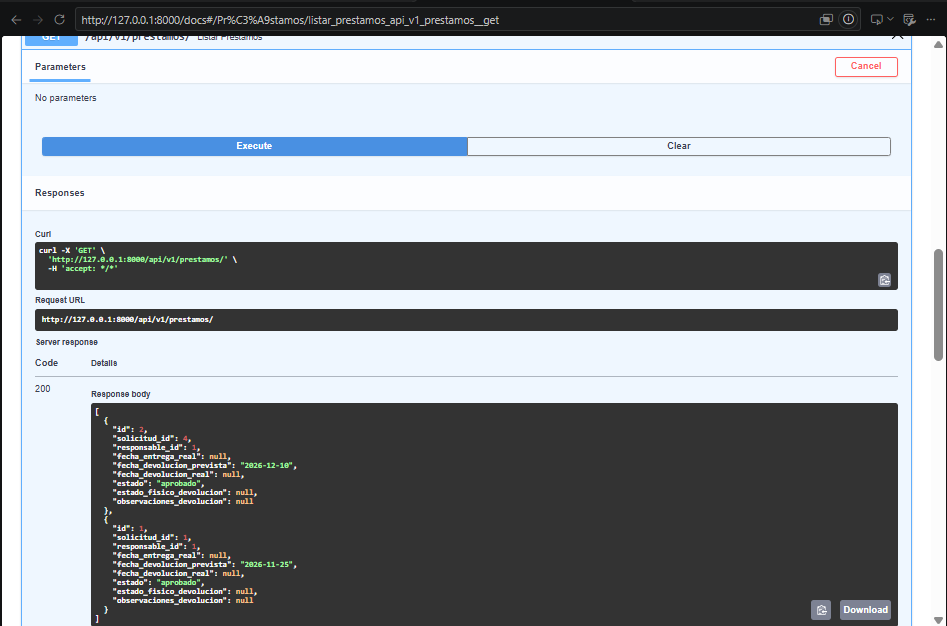 http://127.0.0.1:8000/docs#/Pr%C3%A9stamos/listar_prestamos_api_v1_prestamos__get
GET /api/v1/prestamos/ Listar Prestamos
Parameters
Cancel
No parameters
Execute
Clear
Responses
Curl
curl -X 'GET' \
  'http://127.0.0.1:8000/api/v1/prestamos/' \
  -H 'accept: */*'
Request URL
http://127.0.0.1:8000/api/v1/prestamos/
Server response
Code Details
200
Response body
[
  {
    "id": 2,
    "solicitud_id": 4,
    "responsable_id": 1,
    "fecha_entrega_real": null,
    "fecha_devolucion_prevista": "2026-12-10",
    "fecha_devolucion_real": null,
    "estado": "aprobado",
    "estado_fisico_devolucion": null,
    "observaciones_devolucion": null
  },
  {
    "id": 1,
    "solicitud_id": 1,
    "responsable_id": 1,
    "fecha_entrega_real": null,
    "fecha_devolucion_prevista": "2026-11-25",
    "fecha_devolucion_real": null,
    "estado": "aprobado",
    "estado_fisico_devolucion": null,
    "observaciones_devolucion": null
  }
]
Download